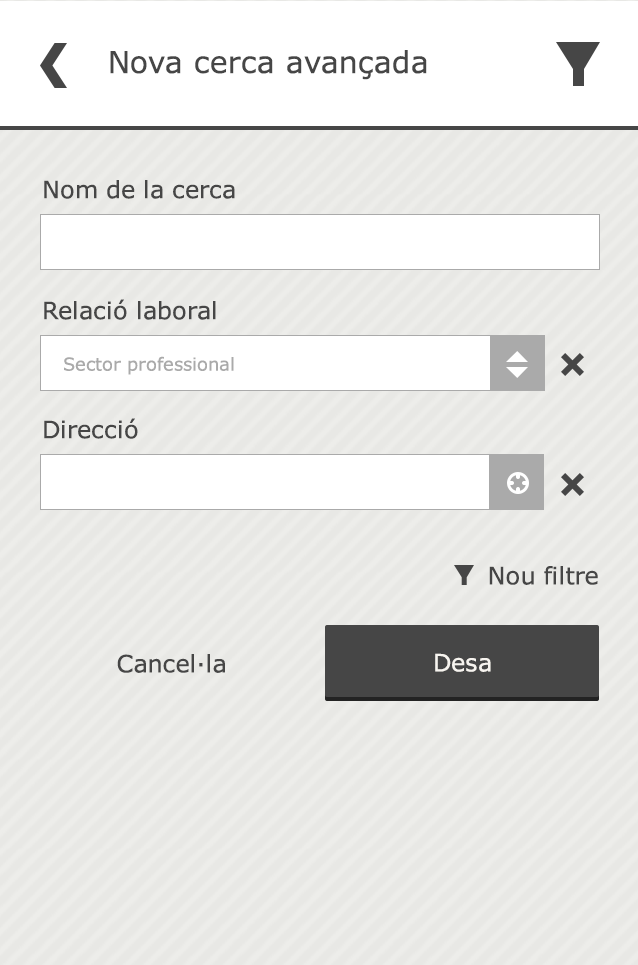 Nova cerca avançada
Nom de la cerca
Relació laboral
Sector professional
Direcció
Nou filtre
Cancel·la
Desa